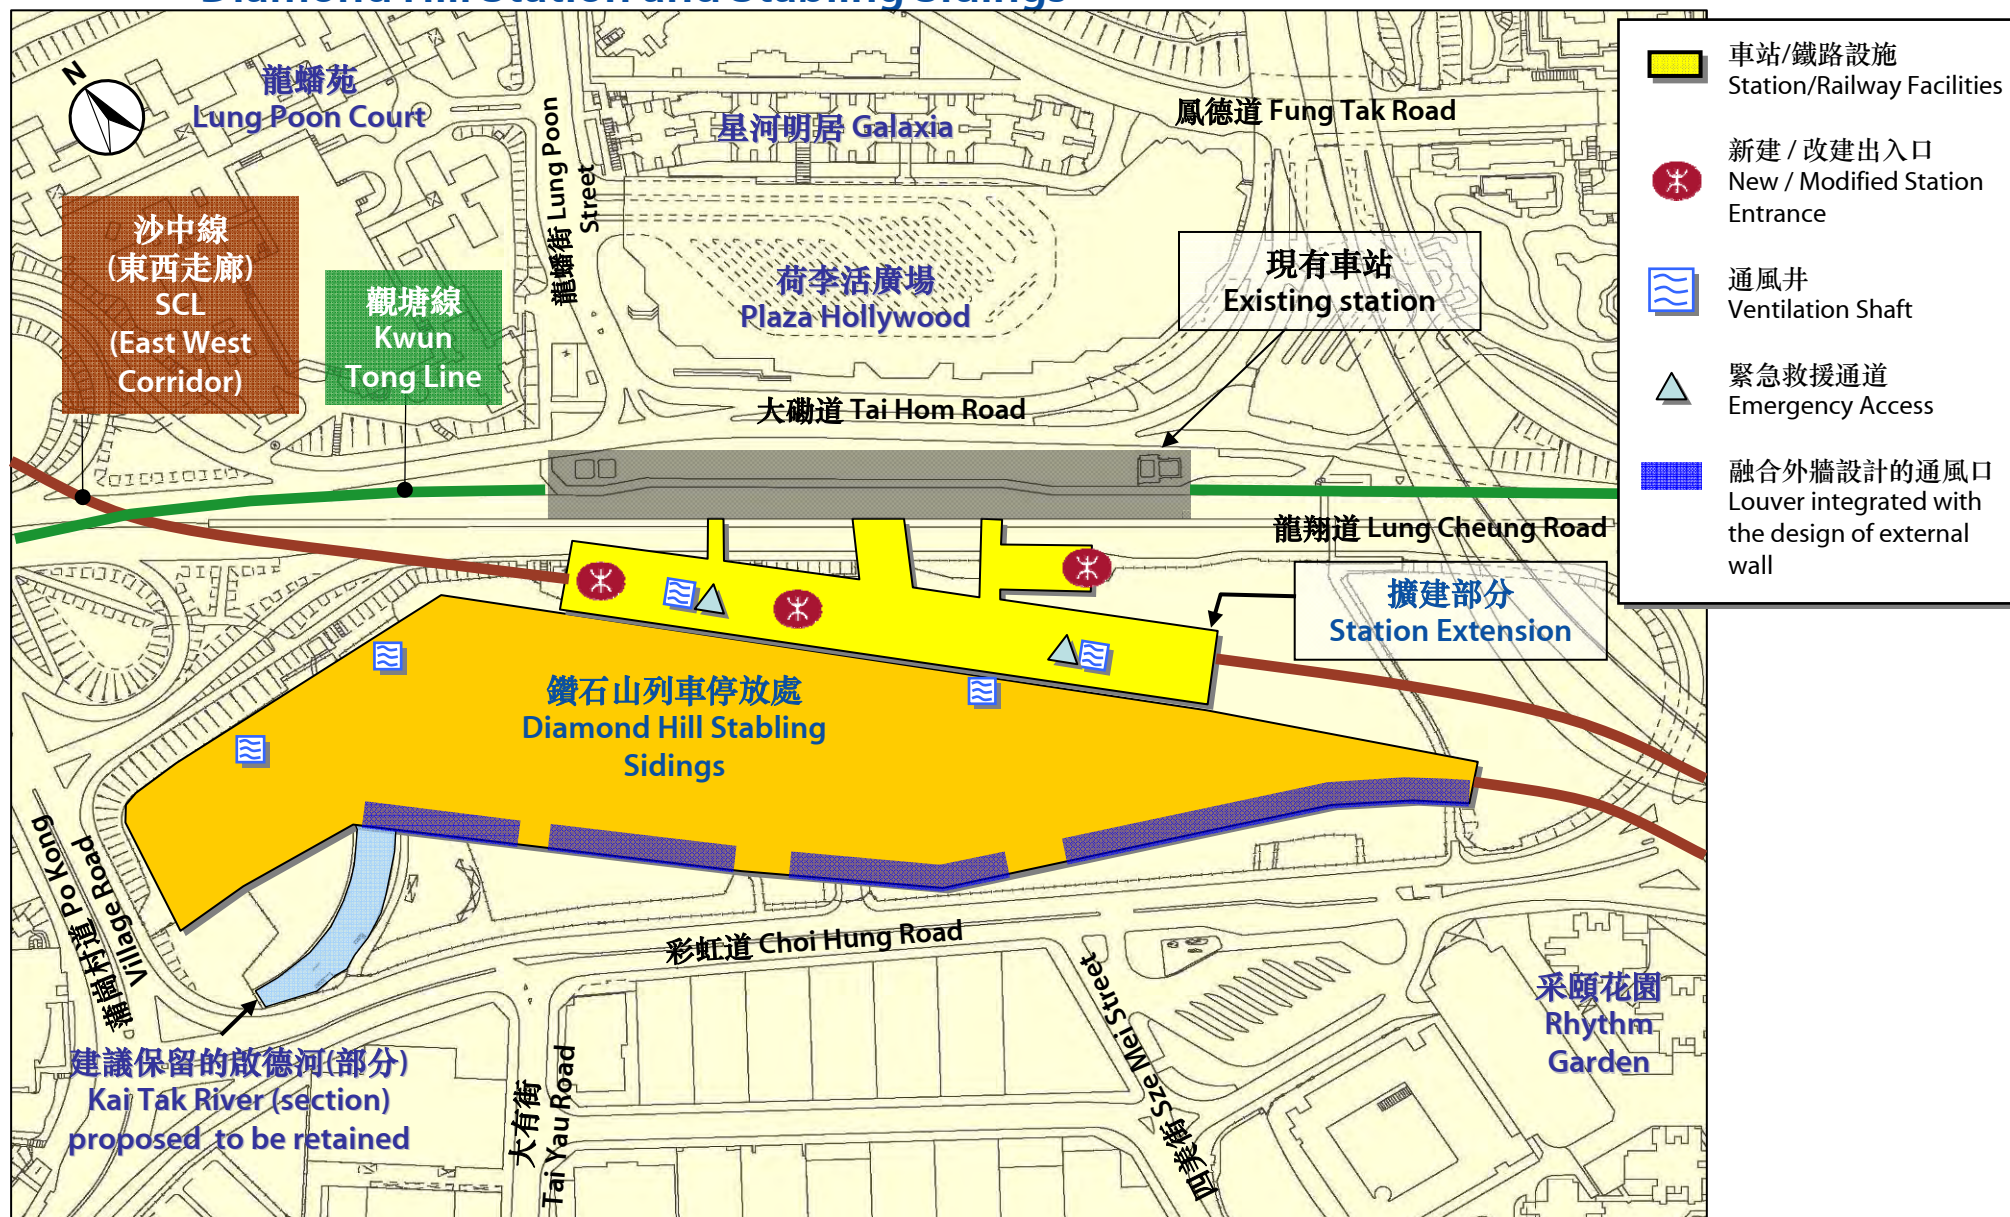 Diamond Hill Station and Stabling Sidings
N
龍蟠苑
Lung Poon Court
龍蟠街 Lung Poon
Street
星河明居 Galaxia
鳳德道 Fung Tak Road
沙中線
(東西走廊)
SCL
(East West
Corridor)
觀塘線
Kwun
Tong Line
荷李活廣場
Plaza Hollywood
現有車站
Existing station
大磡道 Tai Hom Road
龍翔道 Lung Cheung Road
擴建部分
Station Extension
鑽石山列車停放處
Diamond Hill Stabling
Sidings
蒲崗村道 Po Kong
Village Road
彩虹道 Choi Hung Road
建議保留的啟德河(部分)
Kai Tak River (section)
proposed to be retained
大有街
Tai Yau Road
四美街 Sze Mei Street
采頤花園
Rhythm
Garden
車站/鐵路設施
Station/Railway Facilities
新建 / 改建出入口
New / Modified Station
Entrance
通風井
Ventilation Shaft
緊急救援通道
Emergency Access
融合外牆設計的通風口
Louver integrated with
the design of external
wall